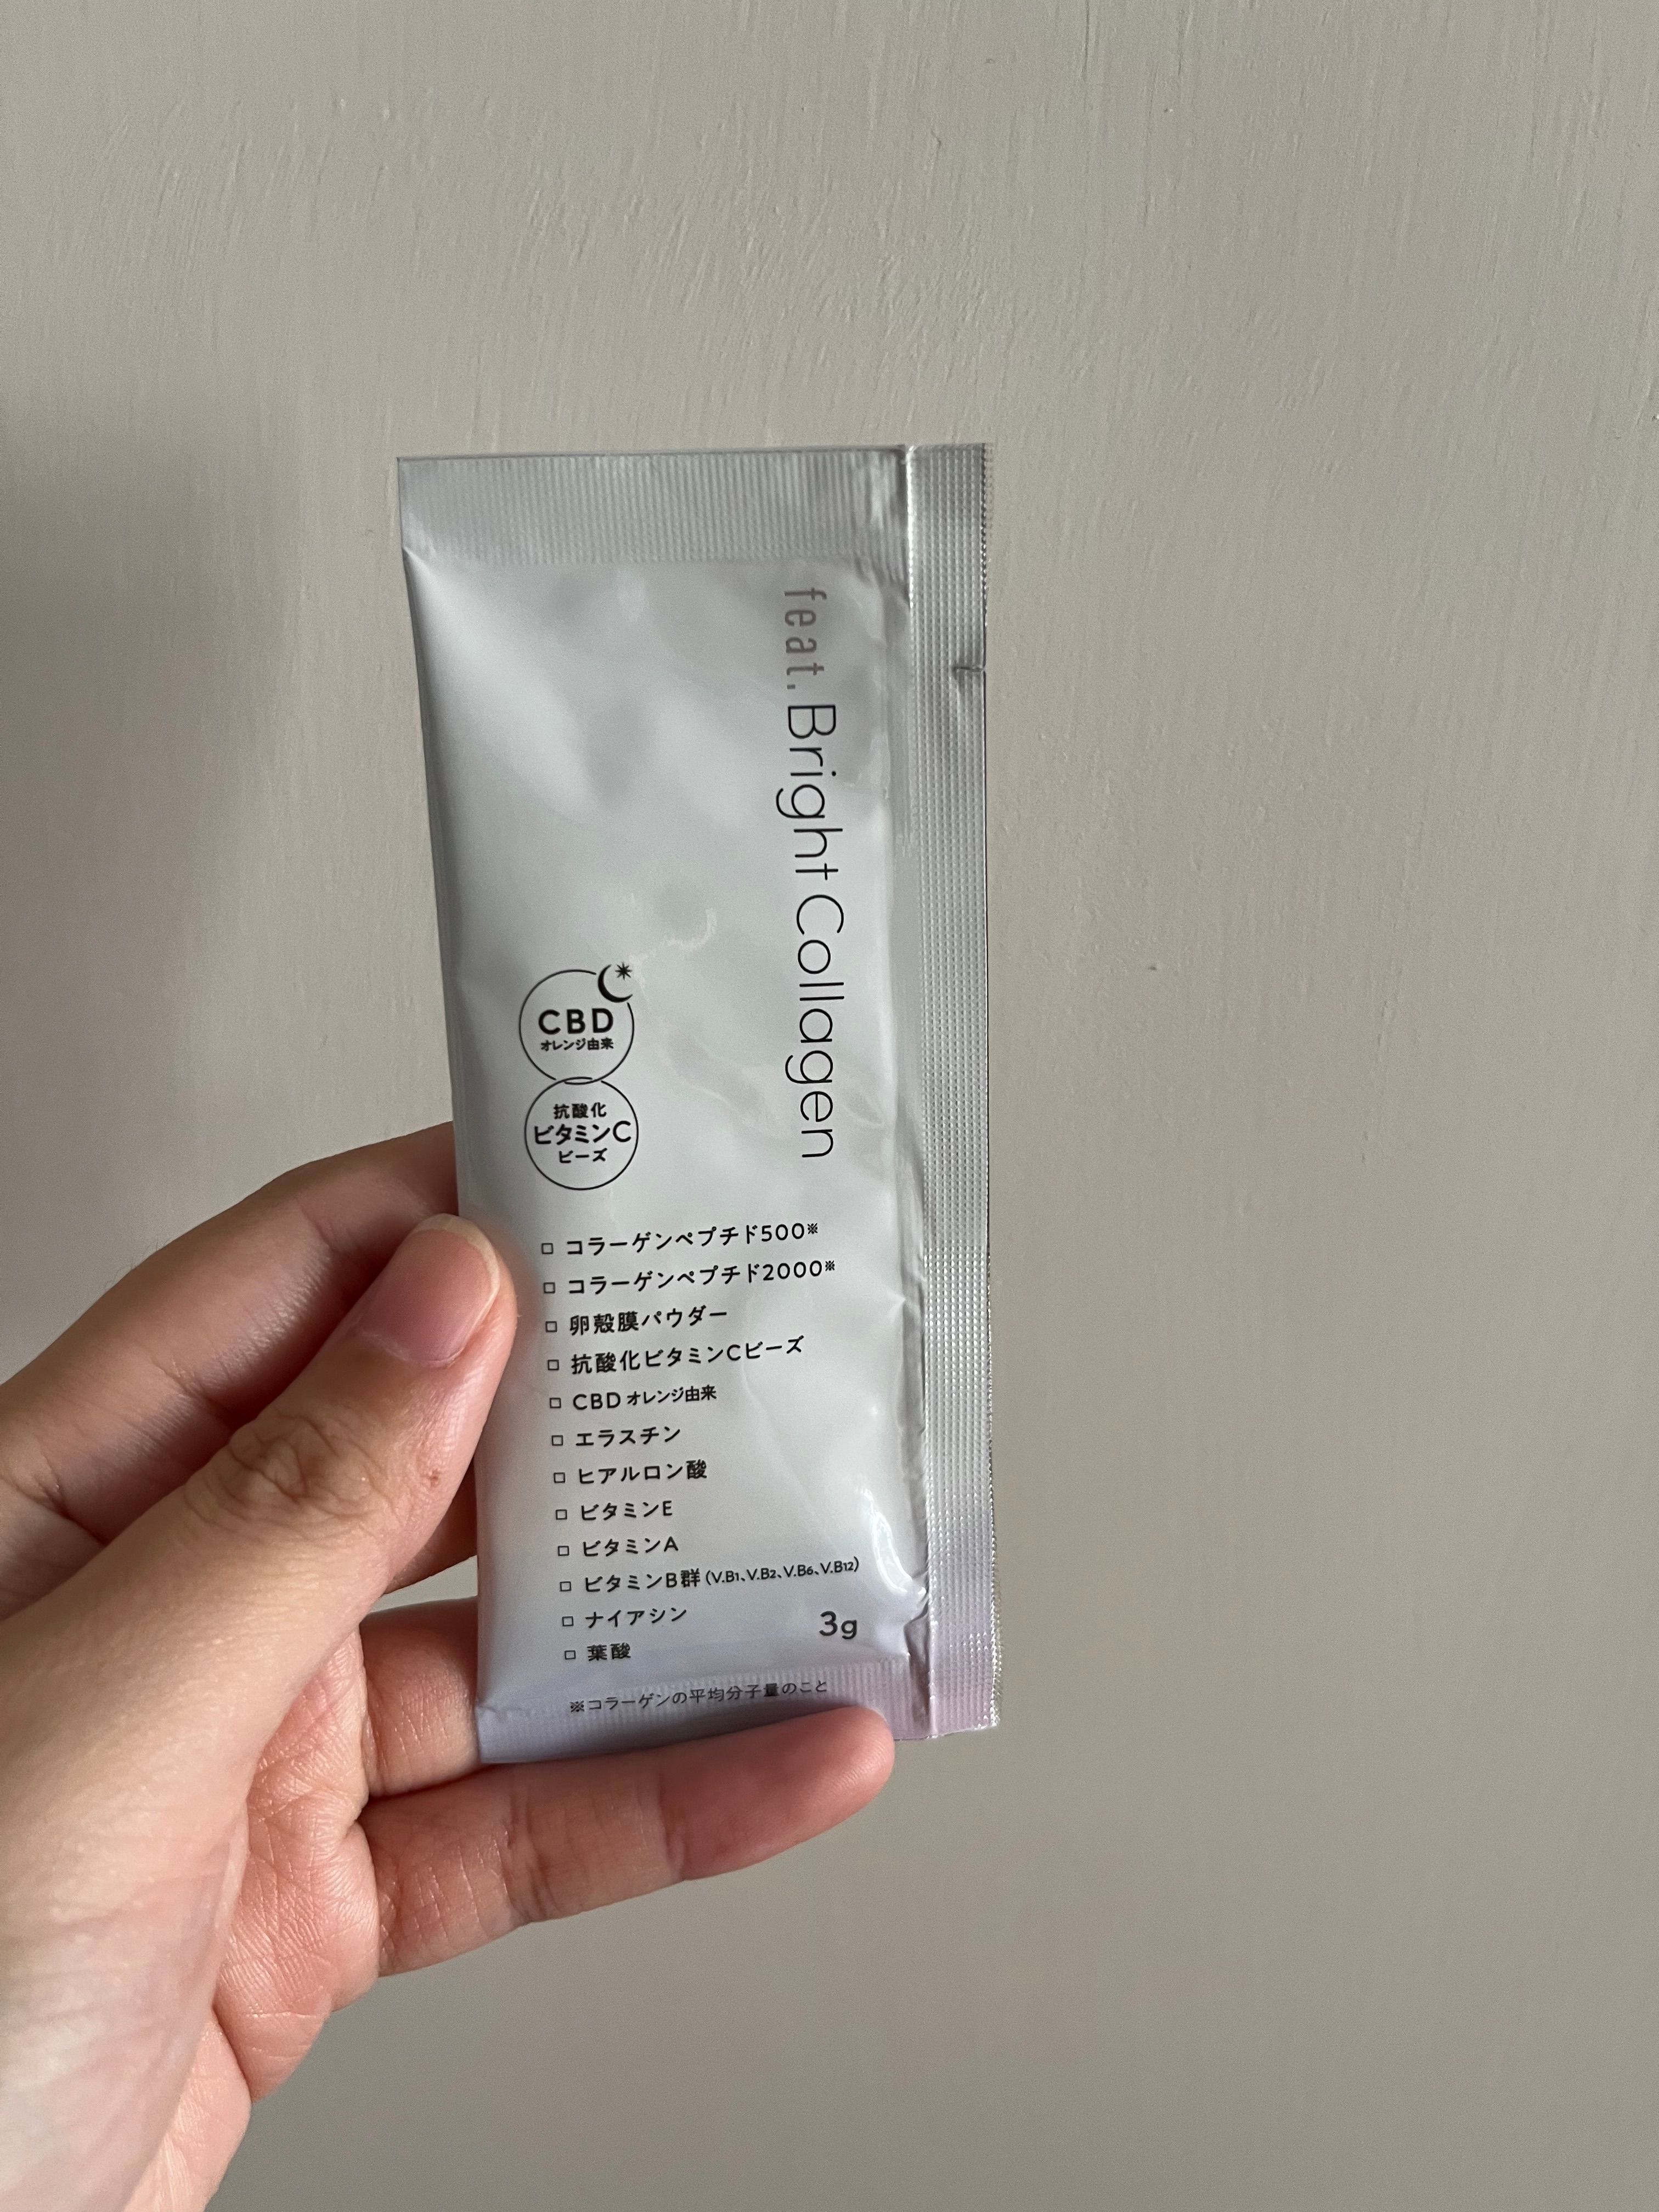 feat. Bright Collagen
CBD
オレンジ由来
抗酸化
ビタミンC
ビーズ
□ コラーゲンペプチド500※
□ コラーゲンペプチド2000※
□ 卵殻膜パウダー
□ 抗酸化ビタミンCビーズ
□ CBD オレンジ由来
□ エラスチン
□ ヒアルロン酸
□ ビタミンE
□ ビタミンA
□ ビタミンB群(V.B1、V.B2、V.B6、V.B12)
□ ナイアシン
□ 葉酸
3g
※コラーゲンの平均分子量のこと